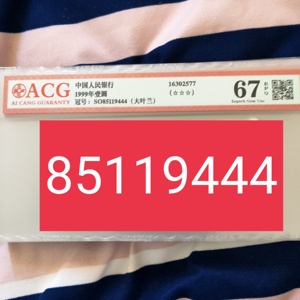 ACG
AI CANG GUARANTY
中国人民银行
1999年壹圆
冠号：SO85119444（大叶兰）
16302577
(☆☆☆)
67
EPQ
Superb Gem Unc
85119444